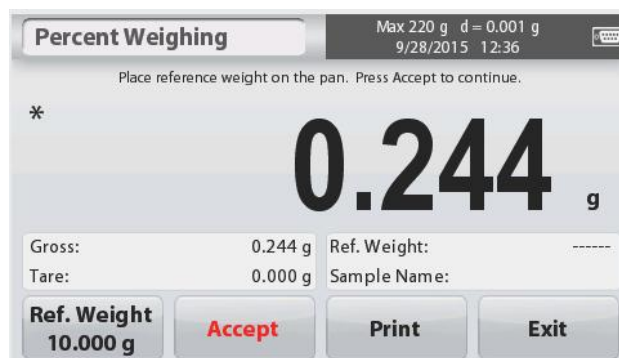 Percent Weighing
Max 220 g d = 0.001 g
9/28/2015 12:36
Place reference weight on the pan. Press Accept to continue.
*
0.244 g
Gross: 0.244 g
Tare: 0.000 g
Ref. Weight: ------
Sample Name:
Ref. Weight
10.000 g
Accept
Print
Exit